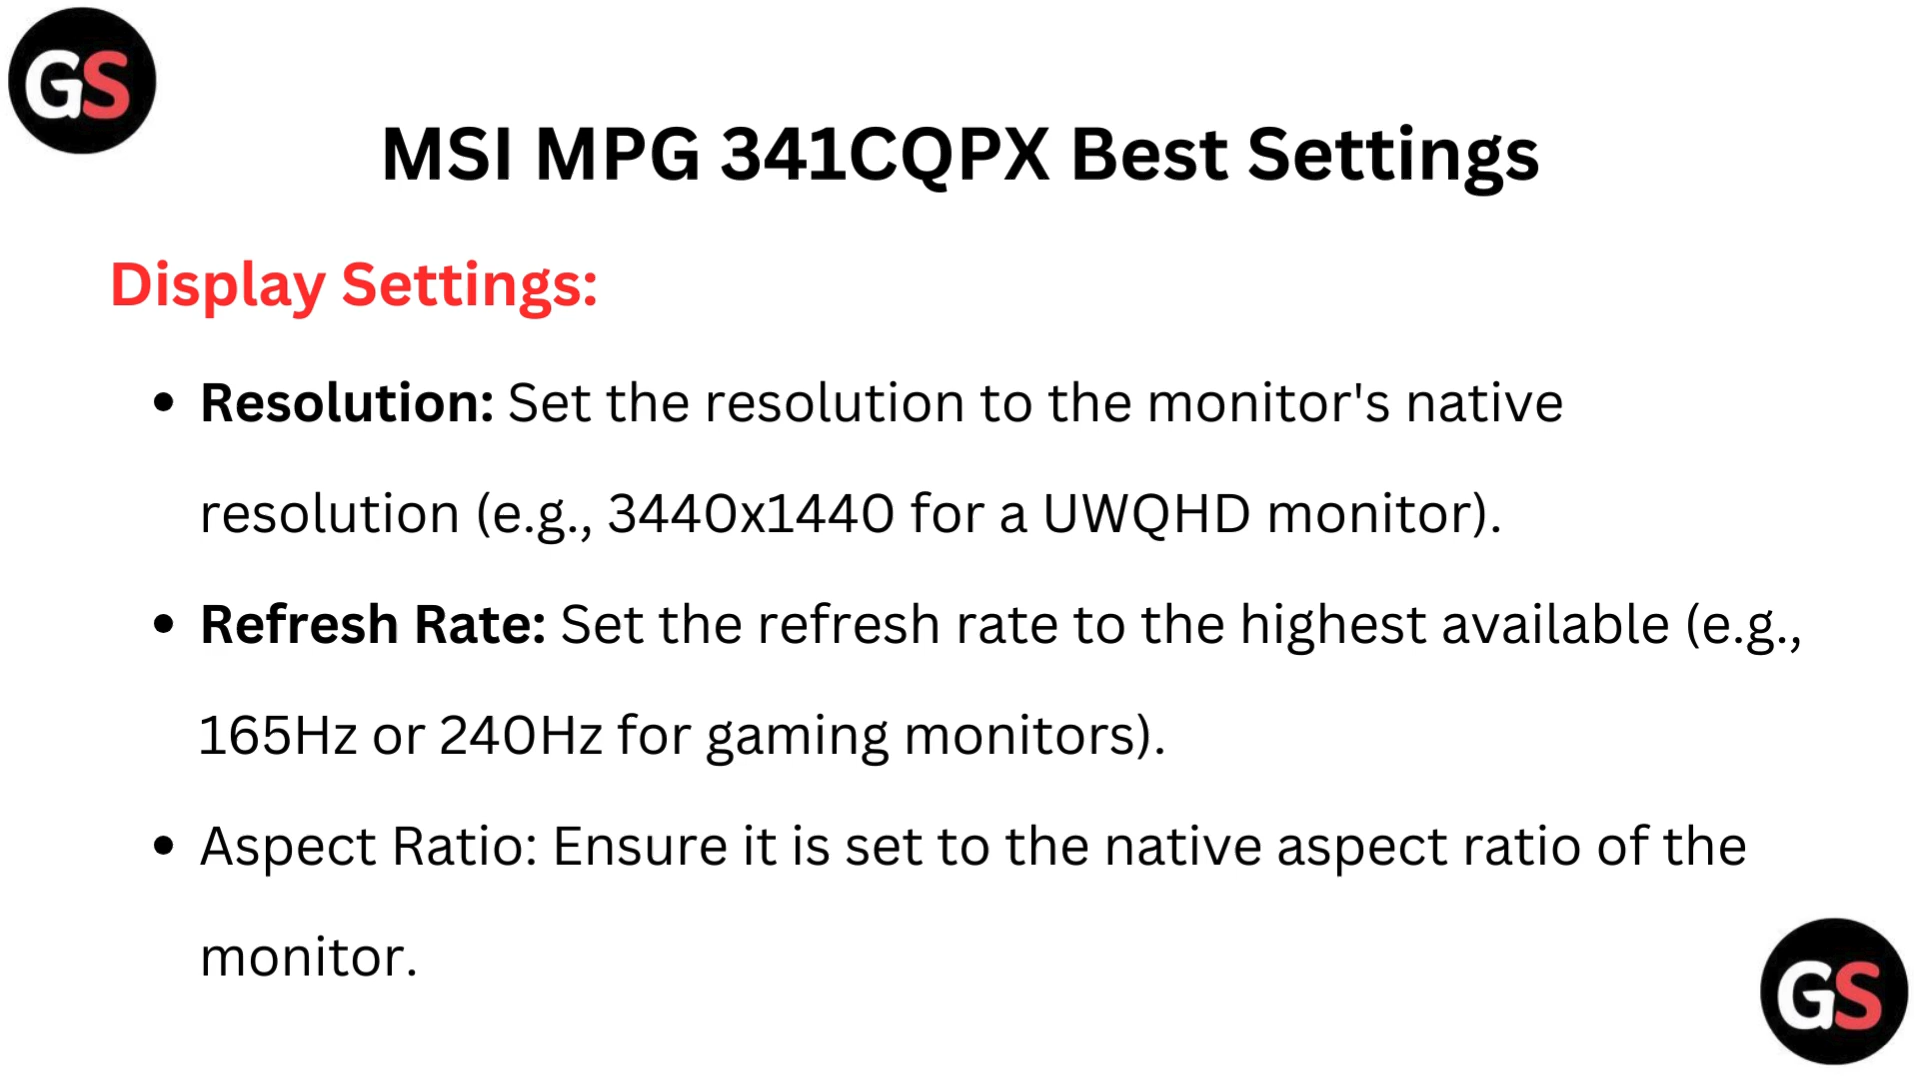 GS
MSI MPG 341CQPX Best Settings
Display Settings:
• Resolution: Set the resolution to the monitor's native
resolution (e.g., 3440x1440 for a UWQHD monitor).
• Refresh Rate: Set the refresh rate to the highest available (e.g.,
165Hz or 240Hz for gaming monitors).
• Aspect Ratio: Ensure it is set to the native aspect ratio of the
monitor.
GS